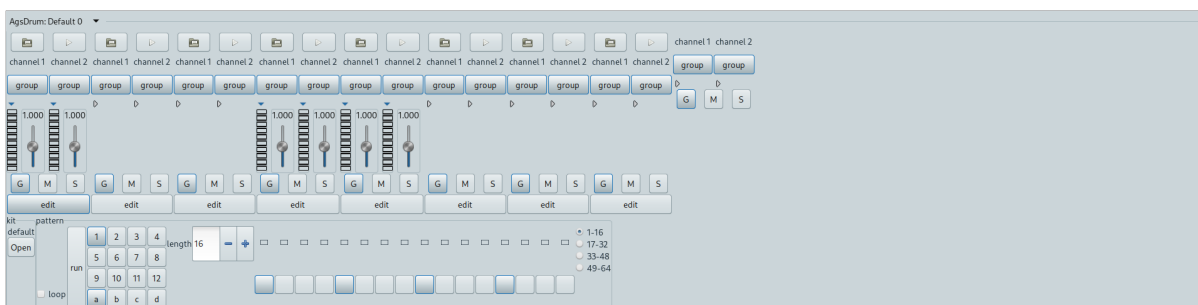 AgsDrum: Default 0
channel 1 channel 2 channel 1 channel 2 channel 1 channel 2 channel 1 channel 2 channel 1 channel 2 channel 1 channel 2 channel 1 channel 2 channel 1 channel 2 channel 1 channel 2
group group group group group group group group group group group group group group group group group group
1.000 1.000 1.000 1.000 1.000 1.000
G M S
G M S G M S G M S G M S G M S G M S G M S G M S
edit edit edit edit edit edit edit edit
kit pattern
default
Open
run
loop
1 2 3 4
5 6 7 8
9 10 11 12
a b c d
length 16
1-16
17-32
33-48
49-64